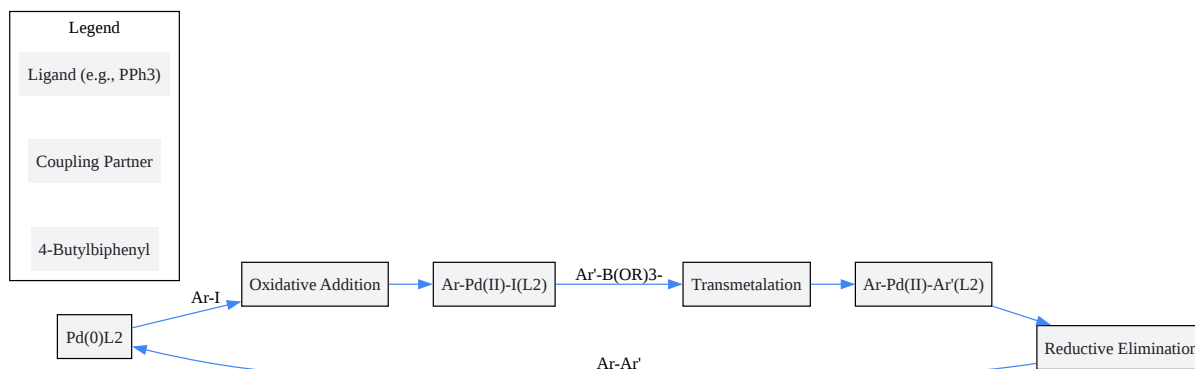 Legend
Ligand (e.g., PPh3)
Coupling Partner
4-Butylbiphenyl
Pd(0)L2
Ar-I
Oxidative Addition
Ar-Pd(II)-I(L2)
Ar'-B(OR)3-
Transmetalation
Ar-Pd(II)-Ar'(L2)
Reductive Elimination
Ar-Ar'